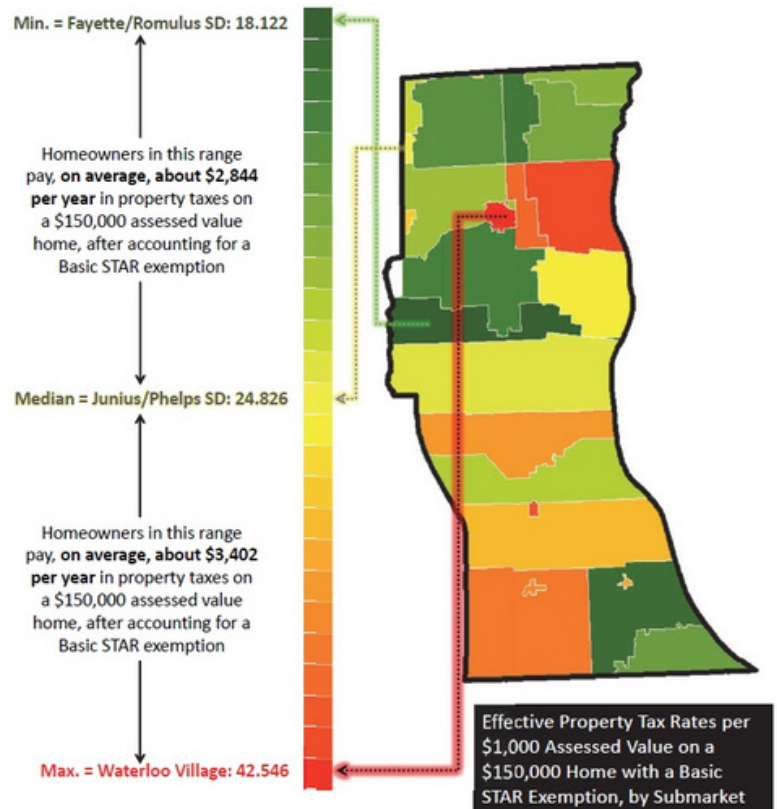 Min. = Fayette/Romulus SD: 18.122
Homeowners in this range
pay, on average, about $2,844
per year in property taxes on
a $150,000 assessed value
home, after accounting for a
Basic STAR exemption
Median = Junius/Phelps SD: 24.826
Homeowners in this range
pay, on average, about $3,402
per year in property taxes on
a $150,000 assessed value
home, after accounting for a
Basic STAR exemption
Max. = Waterloo Village: 42.546
Effective Property Tax Rates per
$1,000 Assessed Value on a
$150,000 Home with a Basic
STAR Exemption, by Submarket